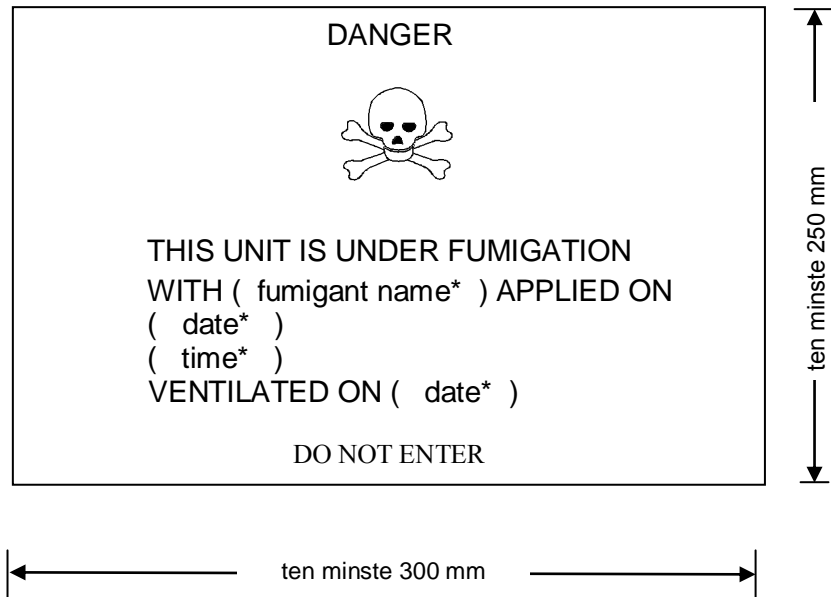 DANGER
THIS UNIT IS UNDER FUMIGATION
WITH ( fumigant name* ) APPLIED ON
( date* )
( time* )
VENTILATED ON ( date* )
DO NOT ENTER
ten minste 250 mm
ten minste 300 mm